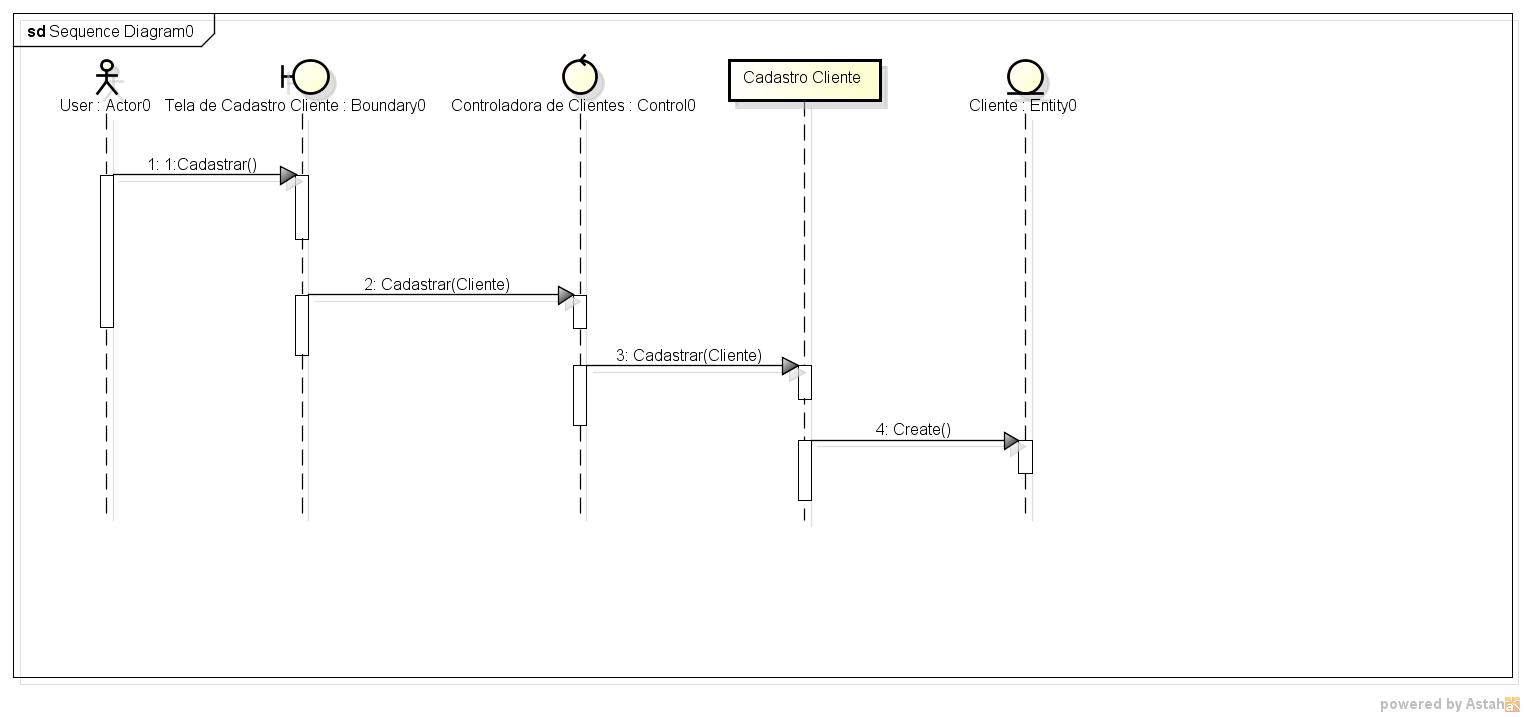 sd Sequence Diagram0
User : Actor0
Tela de Cadastro Cliente : Boundary0
Controladora de Clientes : Control0
Cadastro Cliente
Cliente : Entity0
1: 1:Cadastrar()
2: Cadastrar(Cliente)
3: Cadastrar(Cliente)
4: Create()
powered by Astah